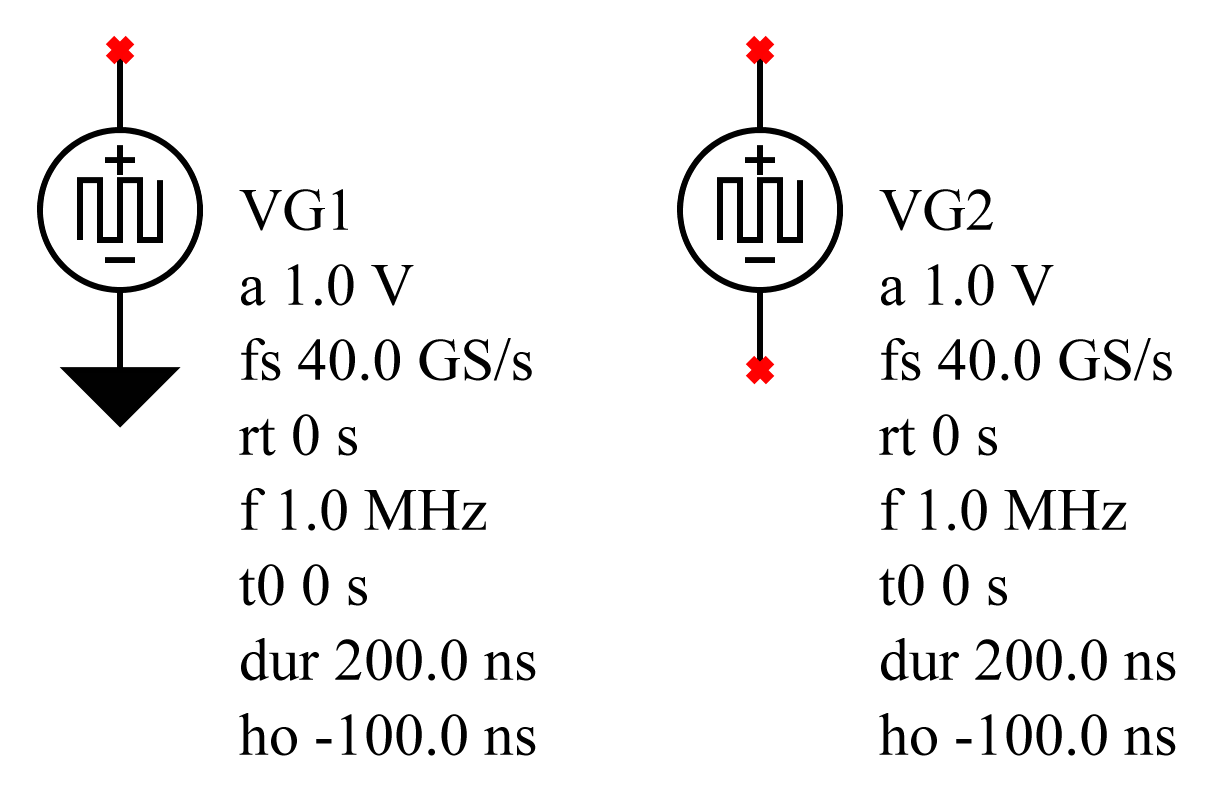 VG1
a 1.0 V
fs 40.0 GS/s
rt 0 s
f 1.0 MHz
t0 0 s
dur 200.0 ns
ho -100.0 ns
VG2
a 1.0 V
fs 40.0 GS/s
rt 0 s
f 1.0 MHz
t0 0 s
dur 200.0 ns
ho -100.0 ns